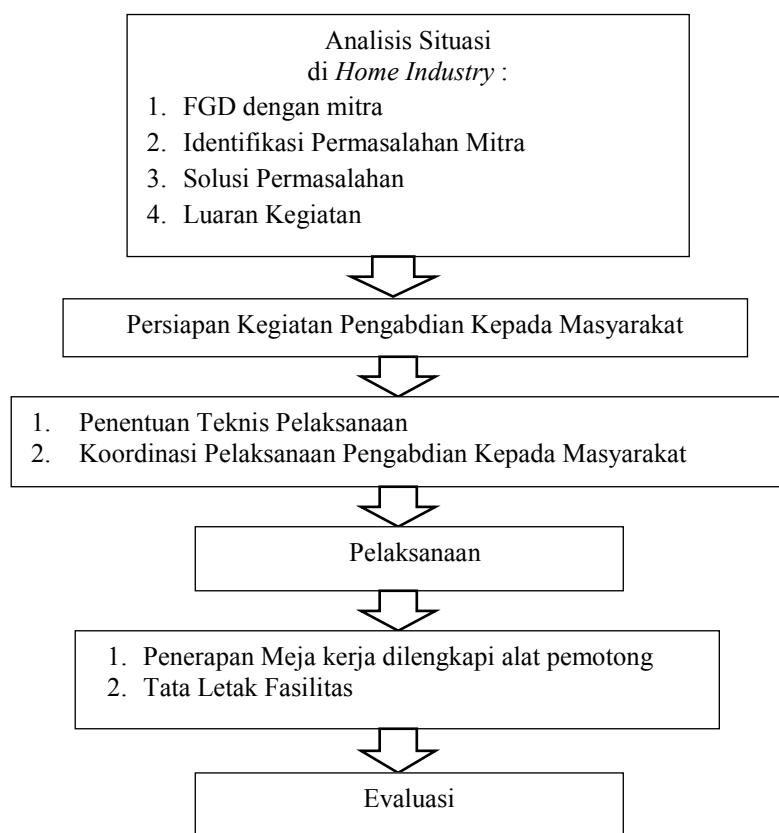 Analisis Situasi
di Home Industry :
1. FGD dengan mitra
2. Identifikasi Permasalahan Mitra
3. Solusi Permasalahan
4. Luaran Kegiatan
Persiapan Kegiatan Pengabdian Kepada Masyarakat
1. Penentuan Teknis Pelaksanaan
2. Koordinasi Pelaksanaan Pengabdian Kepada Masyarakat
Pelaksanaan
1. Penerapan Meja kerja dilengkapi alat pemotong
2. Tata Letak Fasilitas
Evaluasi